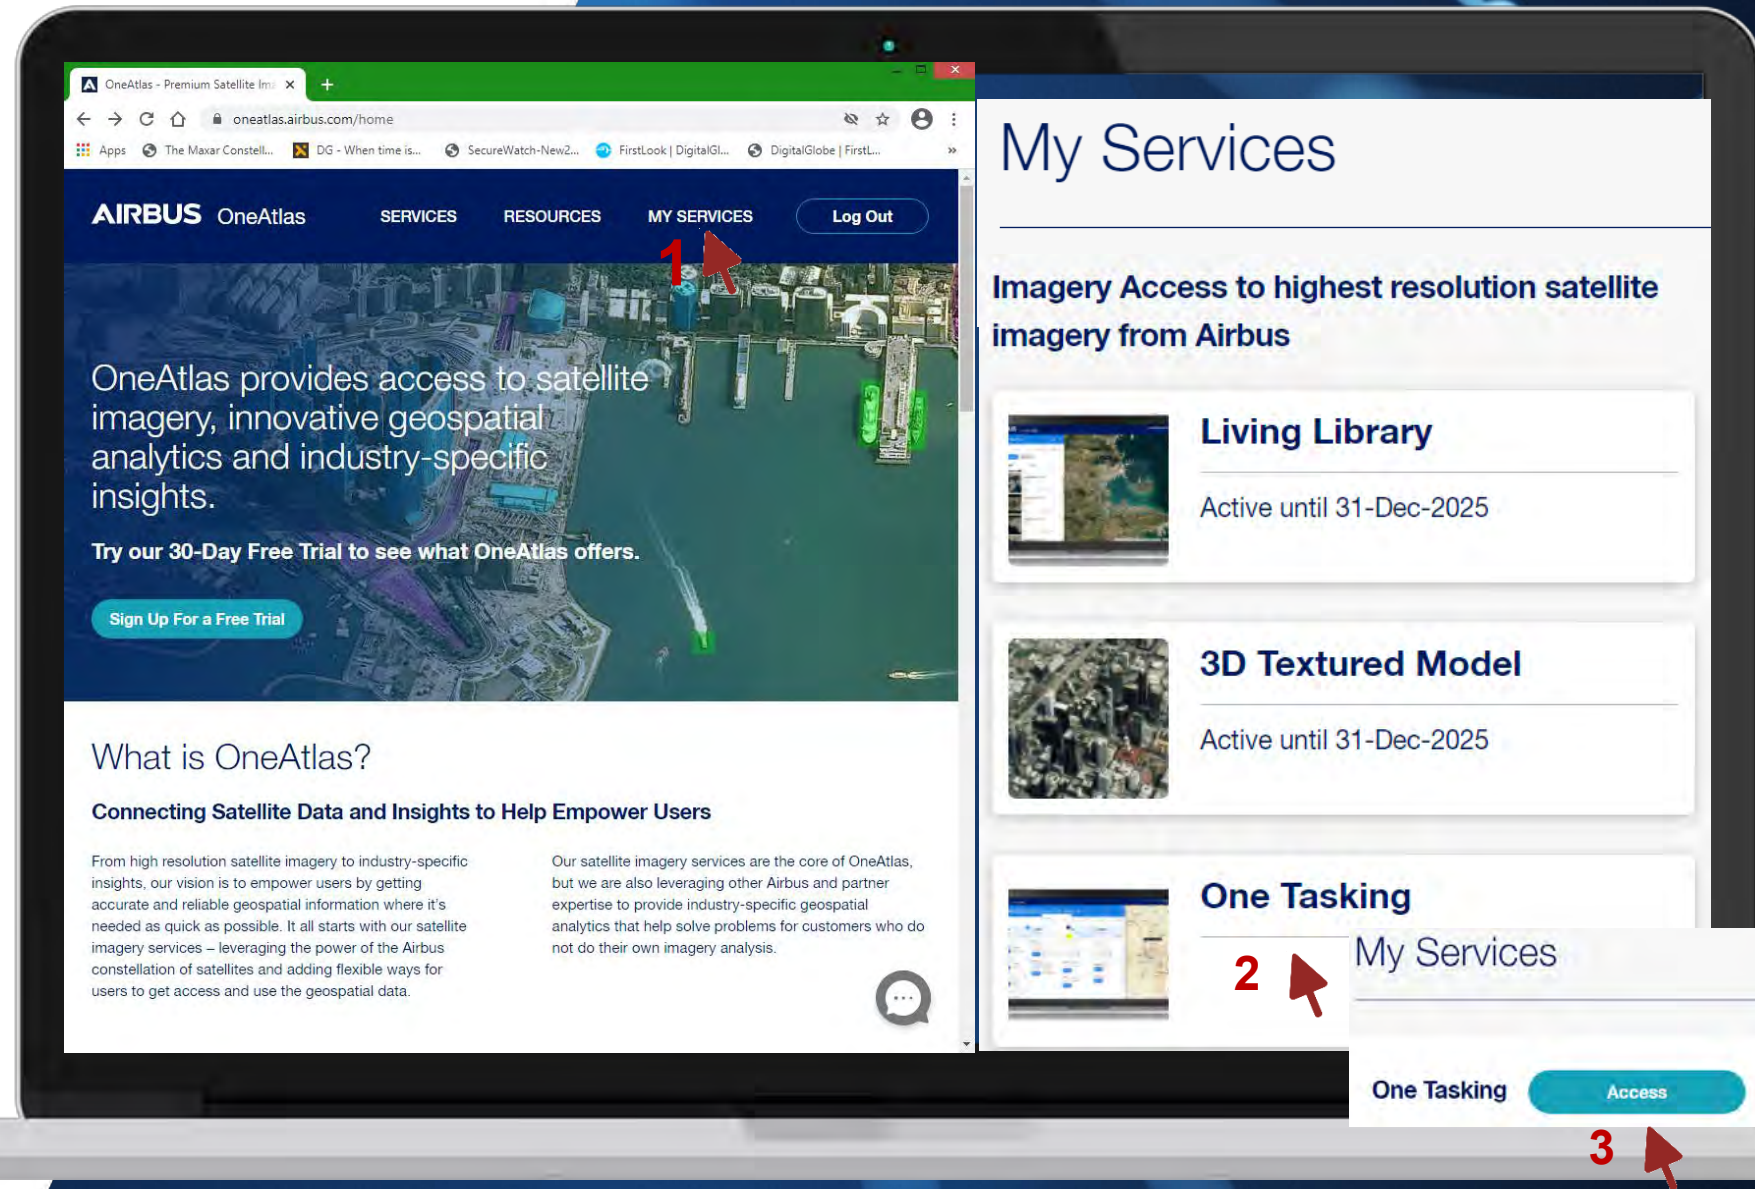 OneAtlas - Premium Satellite Im
oneatlas.airbus.com/home
Apps The Maxar Constell... DG - When time is... SecureWatch-New2... FirstLook | DigitalGl... DigitalGlobe | FirstL... »
AIRBUS OneAtlas SERVICES RESOURCES MY SERVICES Log Out
1
OneAtlas provides access to satellite
imagery, innovative geospatial
analytics and industry-specific
insights.
Try our 30-Day Free Trial to see what OneAtlas offers.
Sign Up For a Free Trial
What is OneAtlas?
Connecting Satellite Data and Insights to Help Empower Users
From high resolution satellite imagery to industry-specific
insights, our vision is to empower users by getting
accurate and reliable geospatial information where it's
needed as quick as possible. It all starts with our satellite
imagery services – leveraging the power of the Airbus
constellation of satellites and adding flexible ways for
users to get access and use the geospatial data.
Our satellite imagery services are the core of OneAtlas,
but we are also leveraging other Airbus and partner
expertise to provide industry-specific geospatial
analytics that help solve problems for customers who do
not do their own imagery analysis.
My Services
Imagery Access to highest resolution satellite
imagery from Airbus
Living Library
Active until 31-Dec-2025
3D Textured Model
Active until 31-Dec-2025
One Tasking
2
My Services
One Tasking Access
3